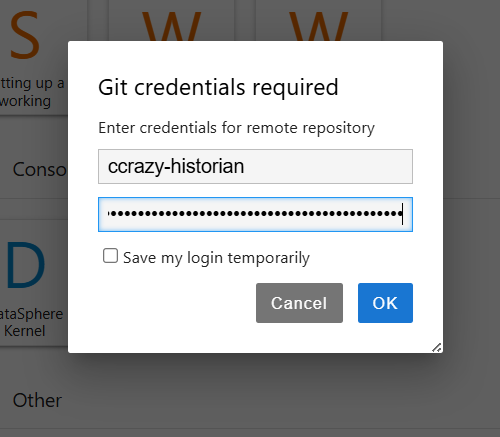 S
W
W
tting up a
working
Git credentials required
Enter credentials for remote repository
ccrazy-historian
Save my login temporarily
Cancel
OK
Conso
D
ataSphere
Kernel
Other